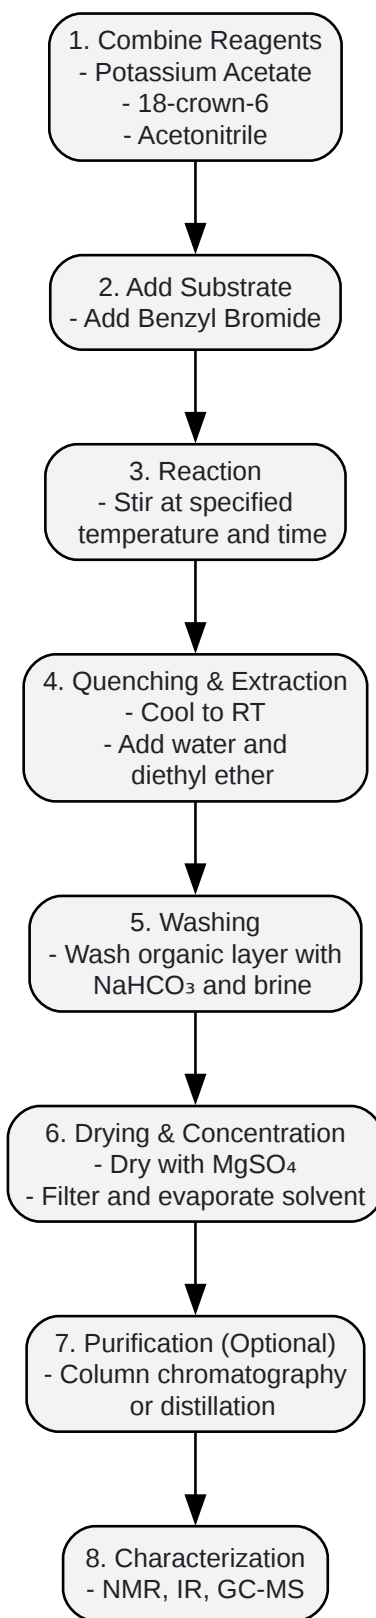 1. Combine Reagents
- Potassium Acetate
- 18-crown-6
- Acetonitrile
2. Add Substrate
- Add Benzyl Bromide
3. Reaction
- Stir at specified
temperature and time
4. Quenching & Extraction
- Cool to RT
- Add water and
diethyl ether
5. Washing
- Wash organic layer with
NaHCO₃ and brine
6. Drying & Concentration
- Dry with MgSO₄
- Filter and evaporate solvent
7. Purification (Optional)
- Column chromatography
or distillation
8. Characterization
- NMR, IR, GC-MS